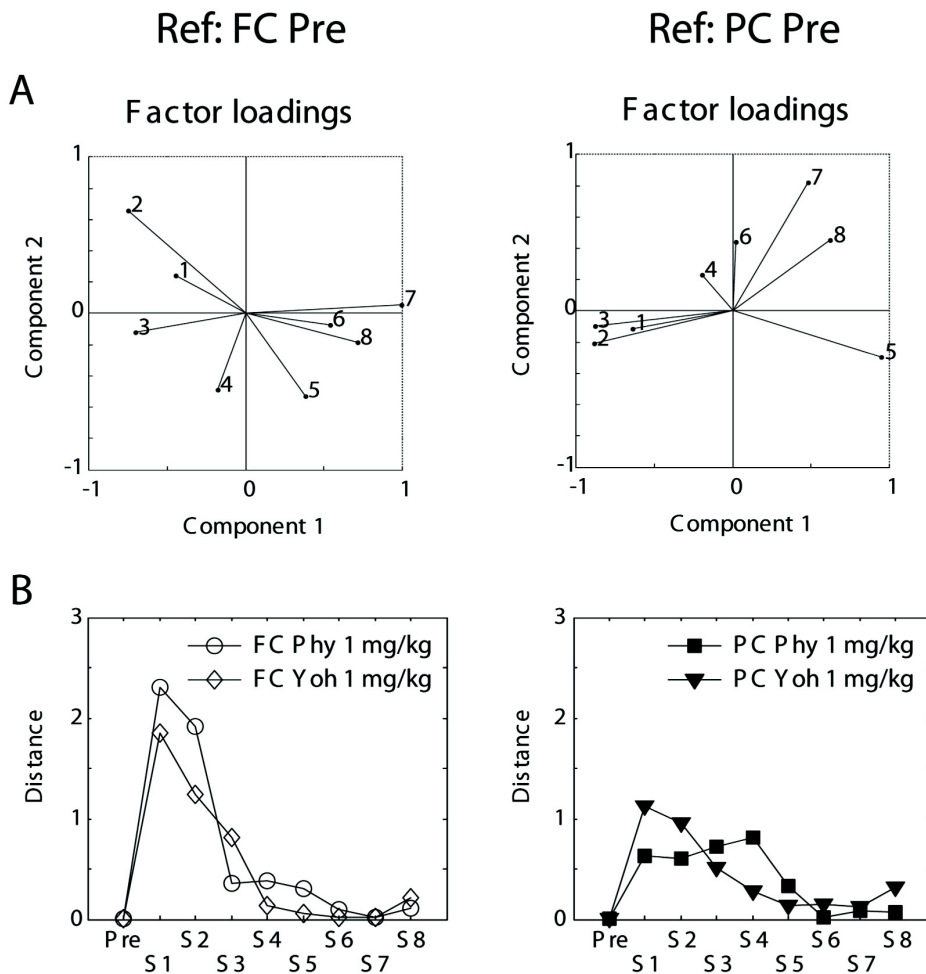 Ref: FC Pre
Ref: PC Pre
A
Factor loadings
Factor loadings
1
2
1
0
3
7
6
8
4
5
-1
-1
0
1
Component 2
Component 1
1
7
8
6
4
0
3
1
2
5
-1
-1
0
1
Component 2
Component 1
B
3
2
1
0
Distance
FC Phy 1 mg/kg
FC Yoh 1 mg/kg
Pre S2 S4 S6 S8
S1 S3 S5 S7
3
2
1
0
Distance
PC Phy 1 mg/kg
PC Yoh 1 mg/kg
Pre S2 S4 S6 S8
S1 S3 S5 S7